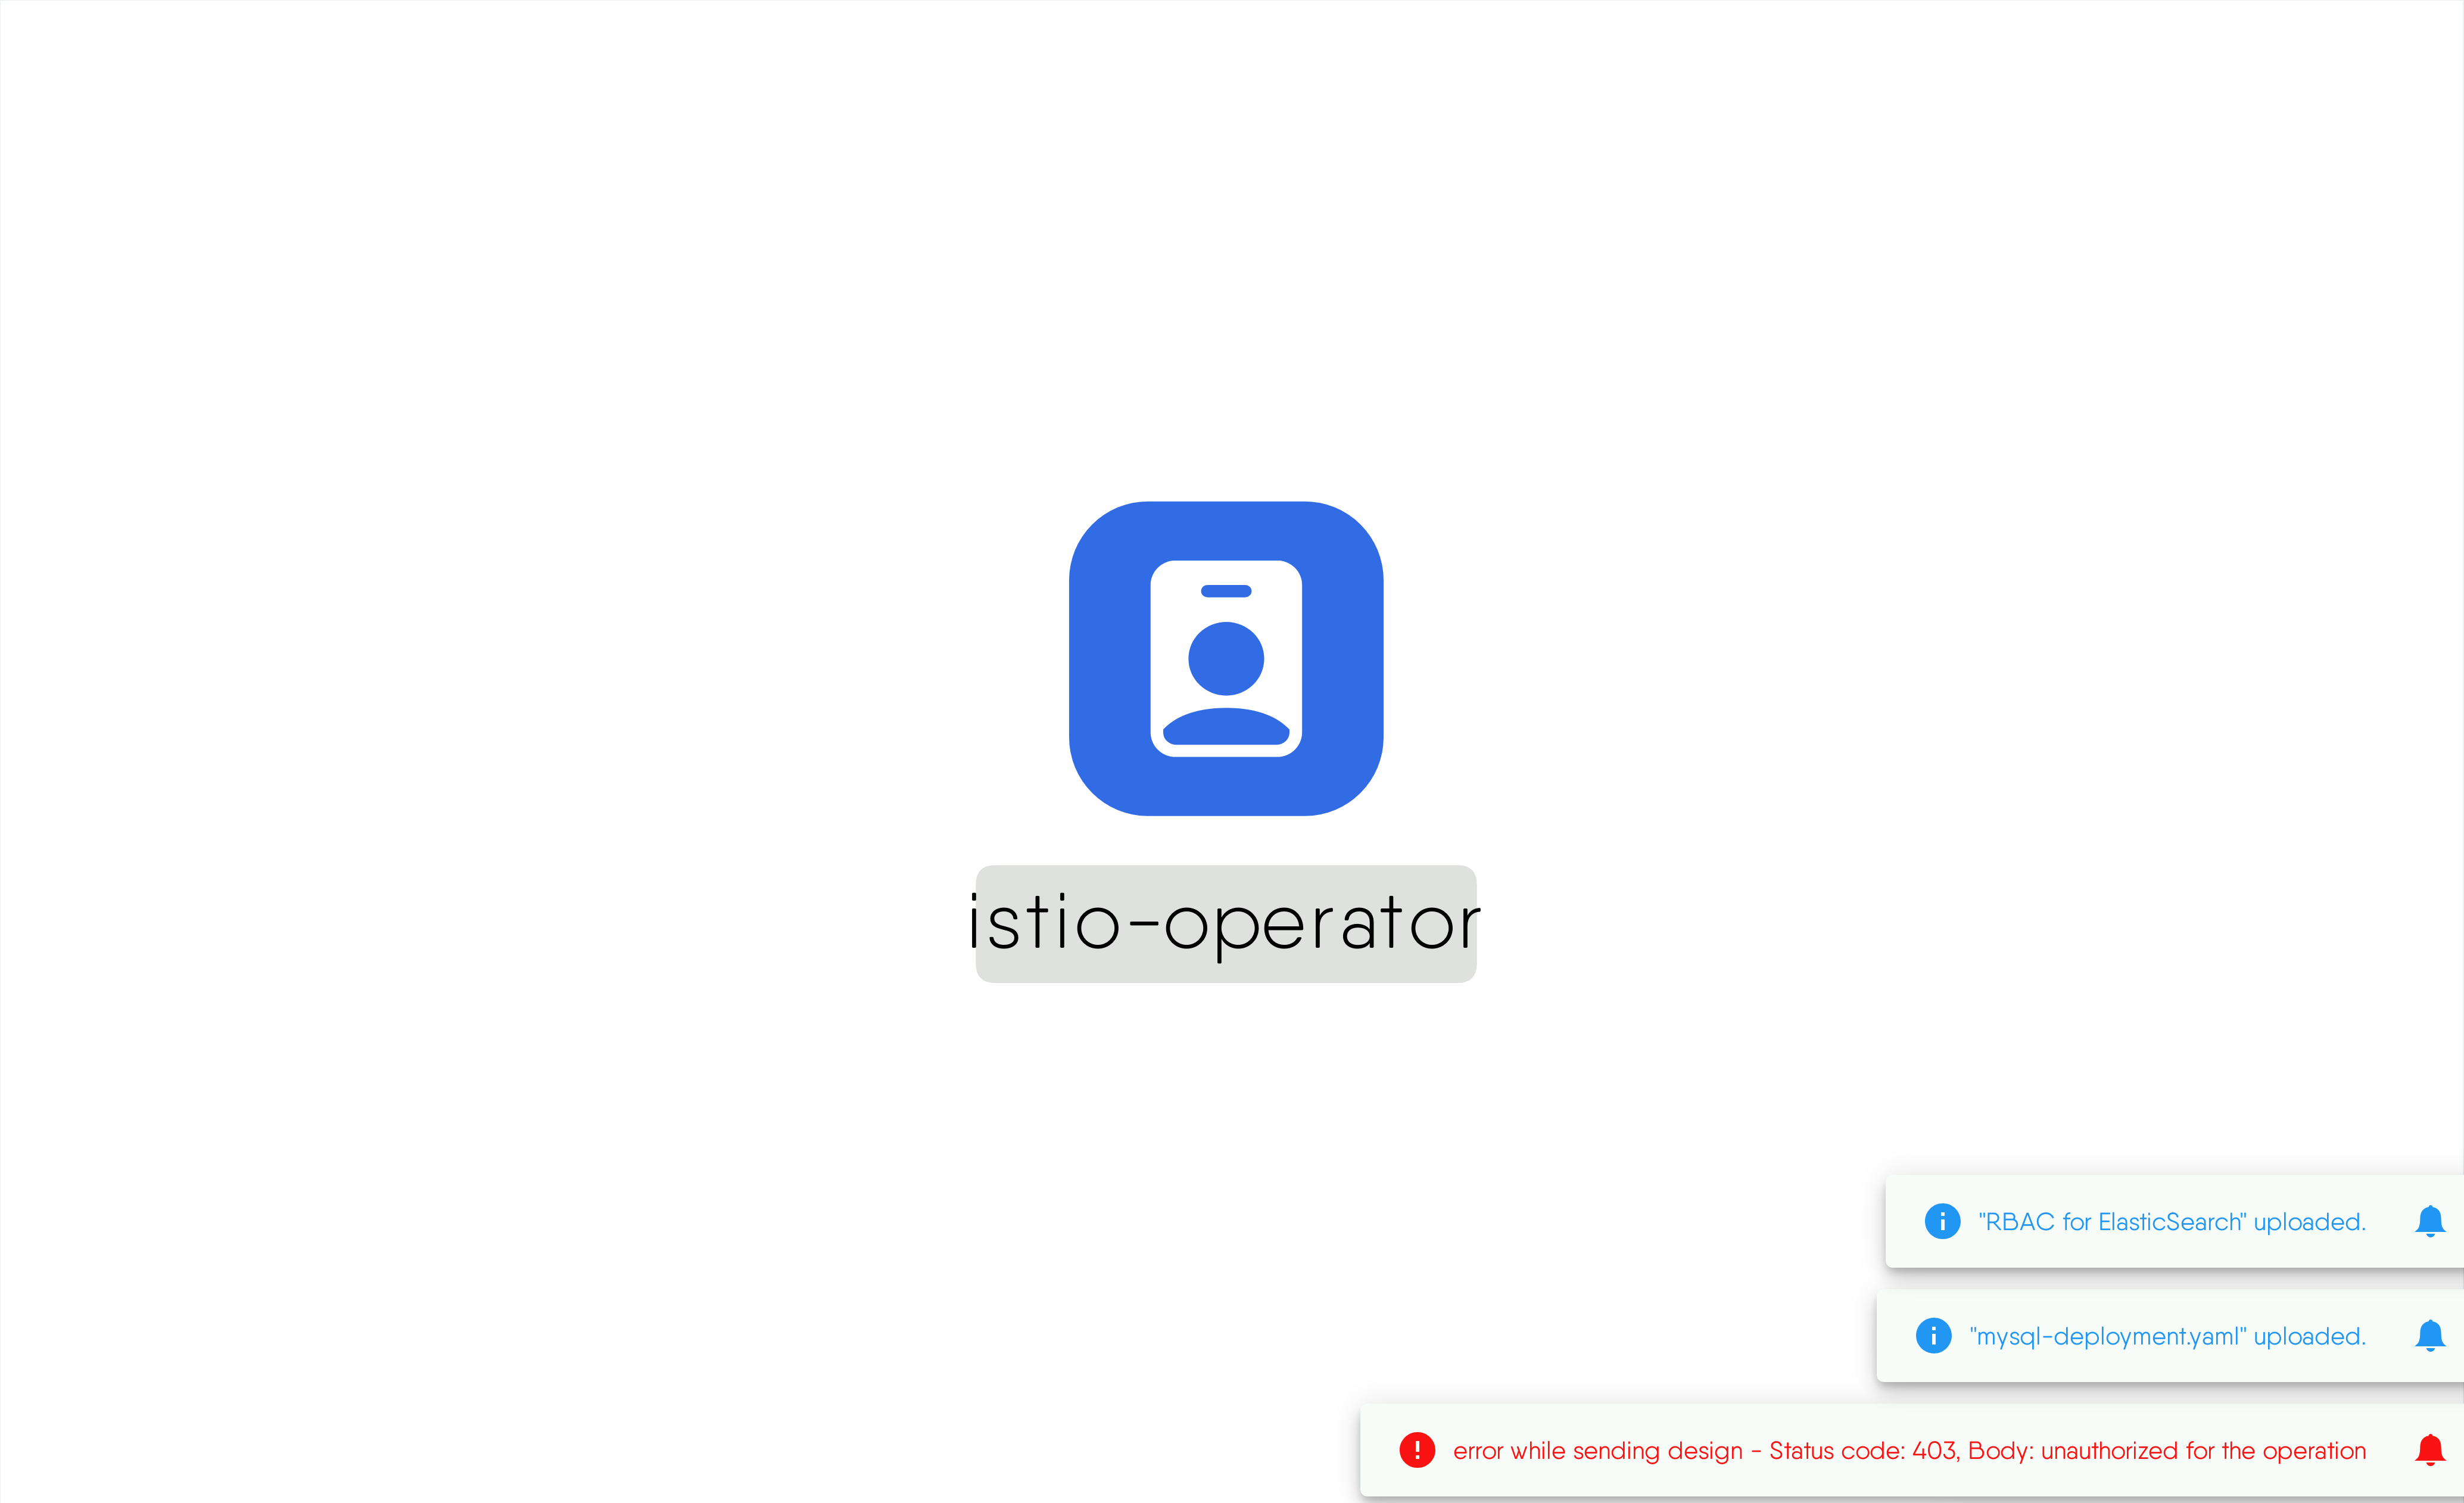 istio-operator
"RBAC for ElasticSearch" uploaded.
"mysql-deployment.yaml" uploaded.
error while sending design - Status code: 403, Body: unauthorized for the operation